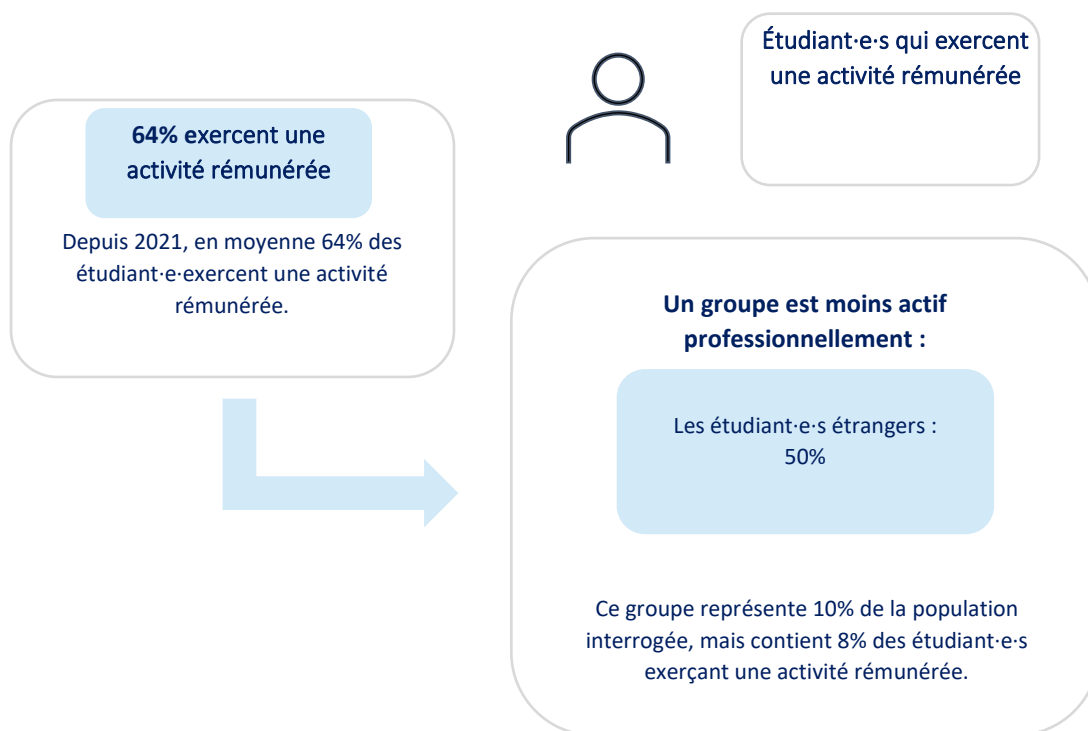 Étudiant·e·s qui exercent
une activité rémunérée
64% exercent une
activité rémunérée
Depuis 2021, en moyenne 64% des
étudiant·e·exercent une activité
rémunérée.
Un groupe est moins actif
professionnellement :
Les étudiant·e·s étrangers :
50%
Ce groupe représente 10% de la population
interrogée, mais contient 8% des étudiant·e·s
exerçant une activité rémunérée.